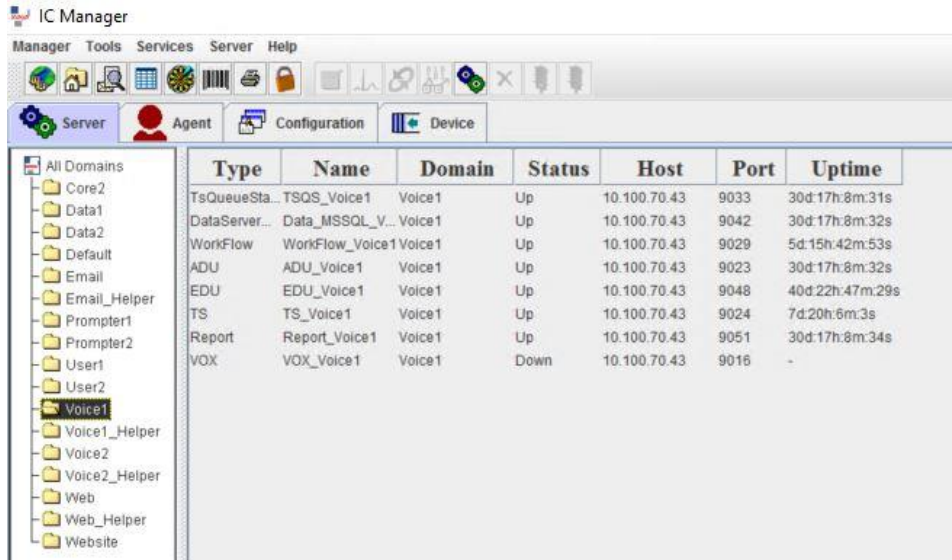 IC Manager
Manager Tools Services Server Help
Server Agent Configuration Device
All Domains
Core2
Data1
Data2
Default
Email
Email_Helper
Prompter1
Prompter2
User1
User2
Voice1
Voice1_Helper
Voice2
Voice2_Helper
Web
Web_Helper
Website
Type Name Domain Status Host Port Uptime
TsQueueSta... TSQS_Voice1 Voice1 Up 10.100.70.43 9033 30d:17h:8m:31s
DataServer... Data_MSSQL_V... Voice1 Up 10.100.70.43 9042 30d:17h:8m:32s
WorkFlow WorkFlow_Voice1 Voice1 Up 10.100.70.43 9029 5d:15h:42m:53s
ADU ADU_Voice1 Voice1 Up 10.100.70.43 9023 30d:17h:8m:32s
EDU EDU_Voice1 Voice1 Up 10.100.70.43 9048 40d:22h:47m:29s
TS TS_Voice1 Voice1 Up 10.100.70.43 9024 7d:20h:6m:3s
Report Report_Voice1 Voice1 Up 10.100.70.43 9051 30d:17h:8m:34s
VOX VOX_Voice1 Voice1 Down 10.100.70.43 9016 -